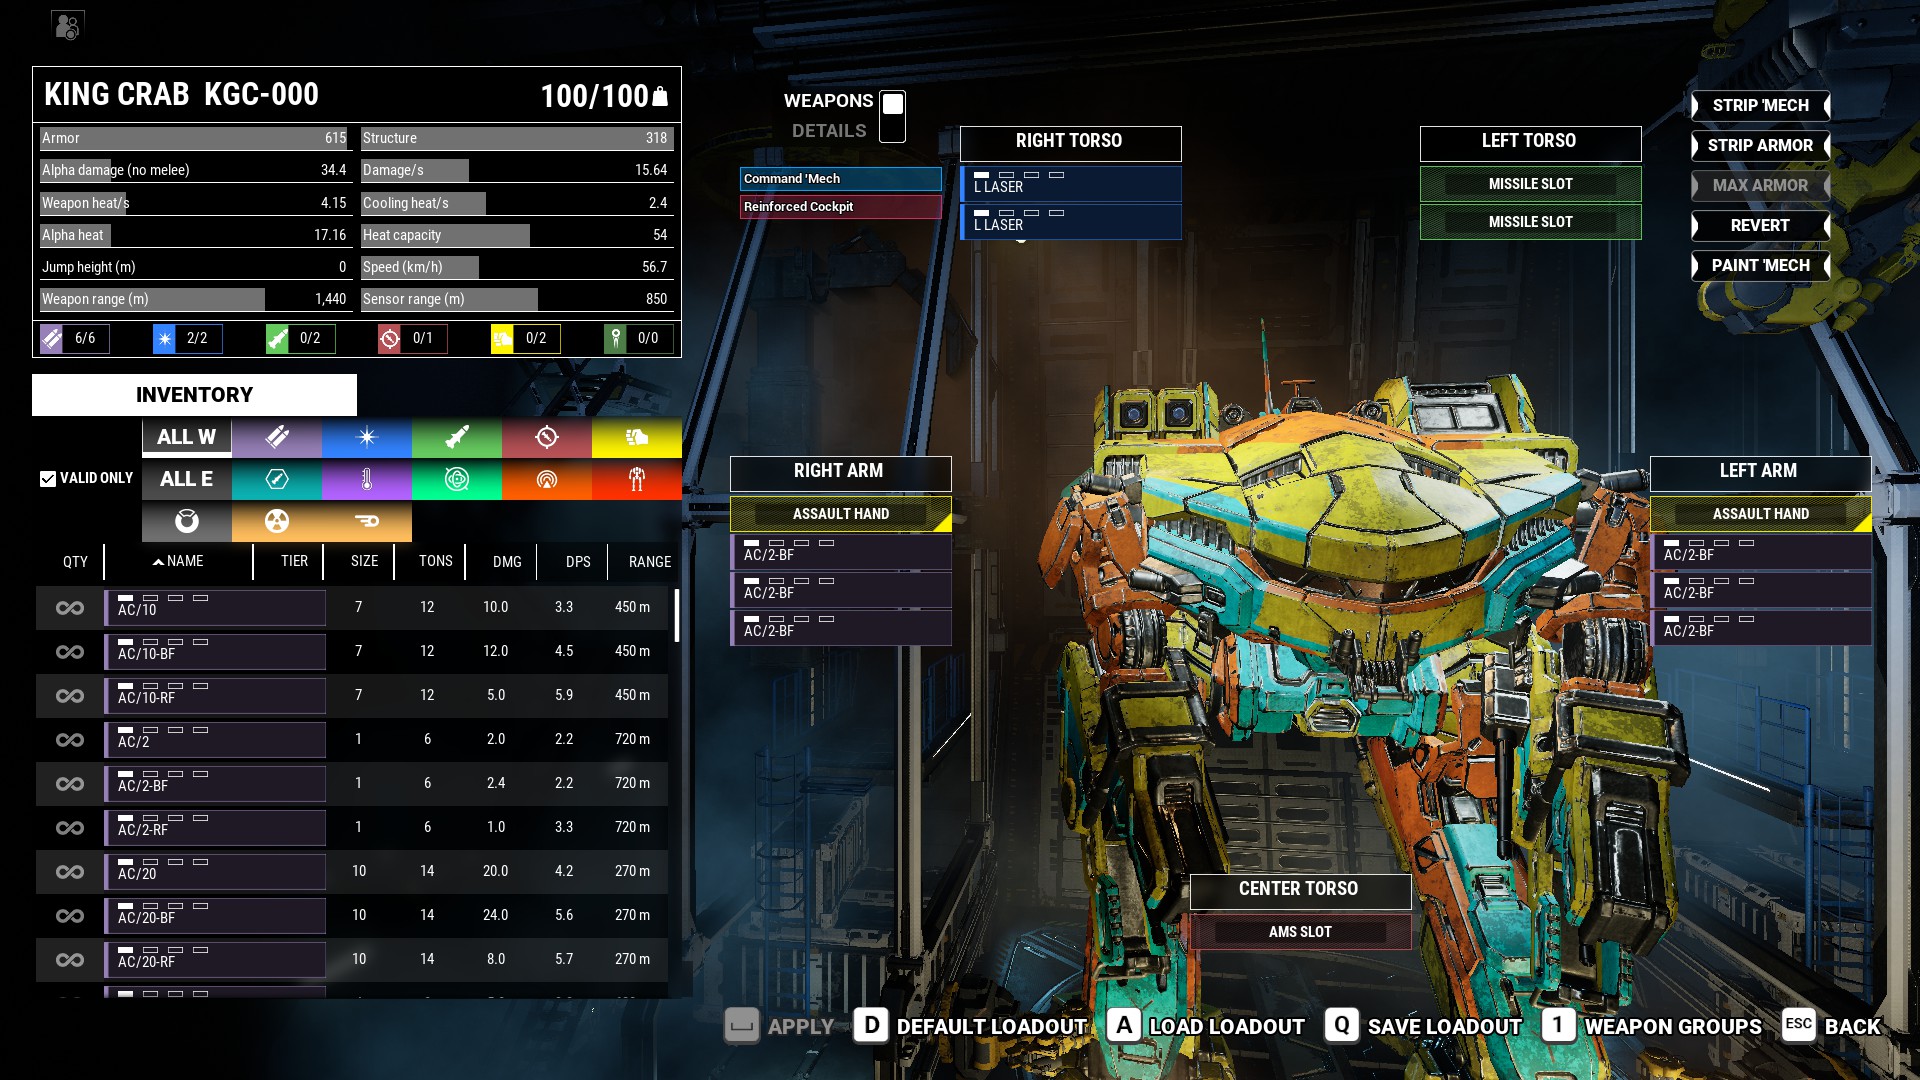 KING CRAB KGC-000 100/100
Armor 615 Structure 318
Alpha damage (no melee) 34.4 Damage/s 15.64
Weapon heat/s 4.15 Cooling heat/s 2.4
Alpha heat 17.16 Heat capacity 54
Jump height (m) 0 Speed (km/h) 56.7
Weapon range (m) 1,440 Sensor range (m) 850
6/6 2/2 0/2 0/1 0/2 0/0
INVENTORY
ALL W
VALID ONLY ALL E
QTY NAME TIER SIZE TONS DMG DPS RANGE
AC/10 7 12 10.0 3.3 450 m
AC/10-BF 7 12 12.0 4.5 450 m
AC/10-RF 7 12 5.0 5.9 450 m
AC/2 1 6 2.0 2.2 720 m
AC/2-BF 1 6 2.4 2.2 720 m
AC/2-RF 1 6 1.0 3.3 720 m
AC/20 10 14 20.0 4.2 270 m
AC/20-BF 10 14 24.0 5.6 270 m
AC/20-RF 10 14 8.0 5.7 270 m
WEAPONS
DETAILS
Command 'Mech
Reinforced Cockpit
RIGHT TORSO
L LASER
L LASER
LEFT TORSO
MISSILE SLOT
MISSILE SLOT
STRIP 'MECH
STRIP ARMOR
MAX ARMOR
REVERT
PAINT 'MECH
RIGHT ARM
ASSAULT HAND
AC/2-BF
AC/2-BF
AC/2-BF
LEFT ARM
ASSAULT HAND
AC/2-BF
AC/2-BF
AC/2-BF
CENTER TORSO
AMS SLOT
APPLY D DEFAULT LOADOUT A LOAD LOADOUT Q SAVE LOADOUT 1 WEAPON GROUPS ESC BACK